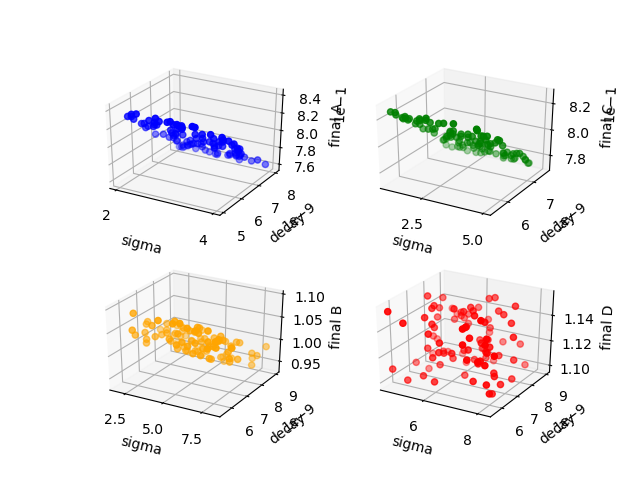 8.4
8.2
8.0
7.8
7.6
final A
1e−1
2
4
sigma
5
6
7
8
decay
1e−9
8.2
8.0
7.8
final C
1e−1
2.5
5.0
sigma
6
7
decay
1e−9
1.10
1.05
1.00
0.95
final B
2.5
5.0
7.5
sigma
6
7
8
9
decay
1e−9
1.14
1.12
1.10
final D
6
8
sigma
6
7
8
9
decay
1e−9